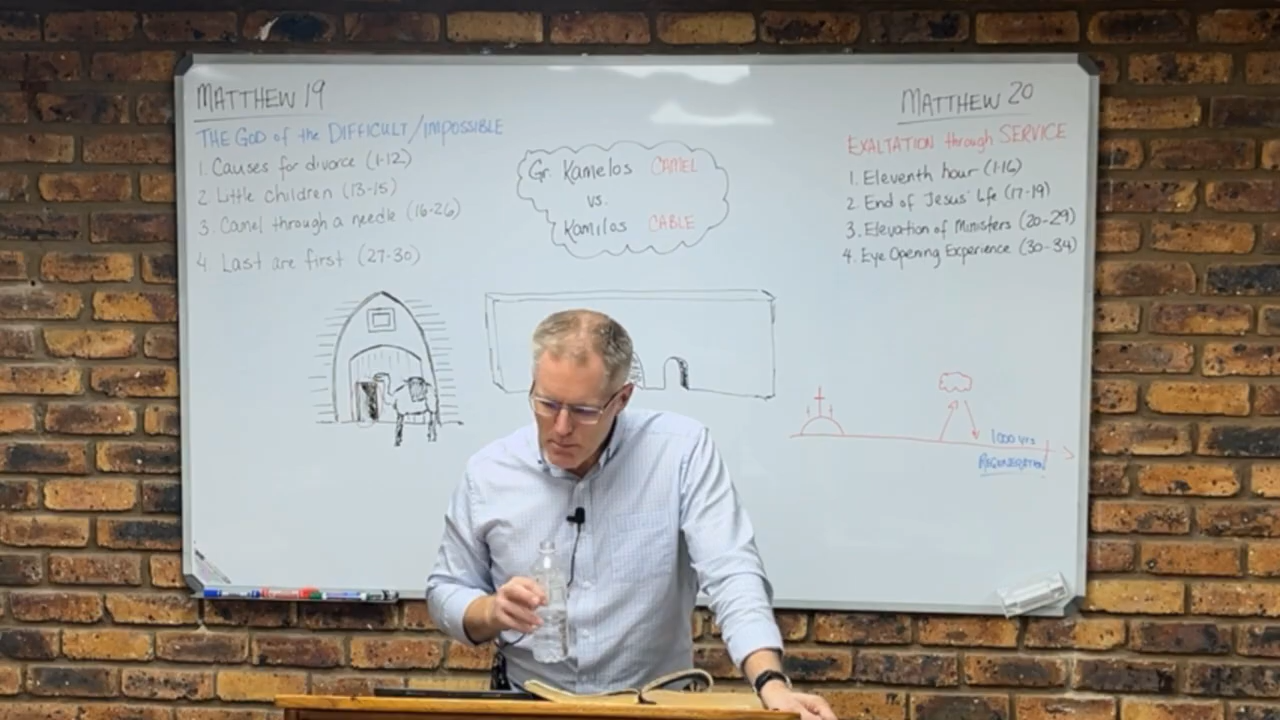 MATTHEW 19
THE GOD of the DIFFICULT/IMPOSSIBLE
1. Causes for divorce (1-12)
2 Little children (13-15)
3. Camel through a needle (16-26)
4. Last are first (27-30)
Gr. Kamelos CAMEL
vs.
Kamilos CABLE
MATTHEW 20
EXALTATION through SERVICE
1. Eleventh hour (1-16)
2. End of Jesus' life (17-19)
3. Elevation of Ministers (20-29)
4. Eye Opening Experience (30-34)
1000 yrs
REGENERATION